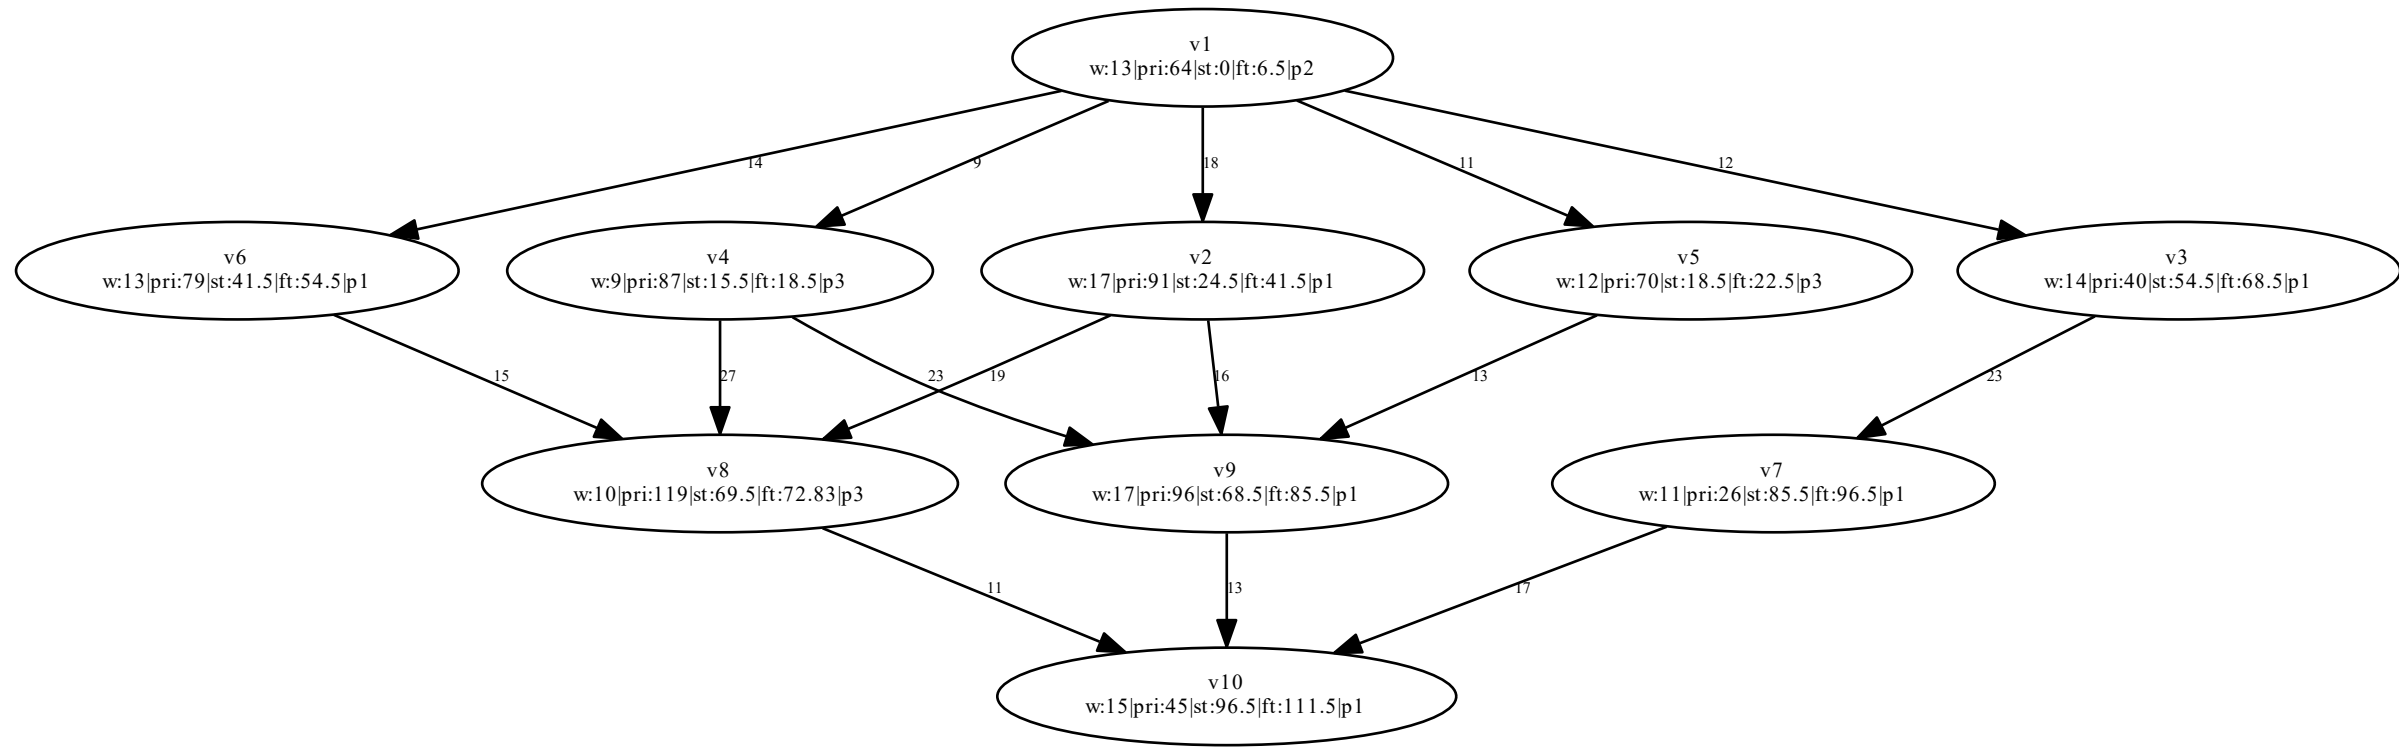 v1
w:13|pri:64|st:0|ft:6.5|p2
14
9
18
11
12
v6
w:13|pri:79|st:41.5|ft:54.5|p1
v4
w:9|pri:87|st:15.5|ft:18.5|p3
v2
w:17|pri:91|st:24.5|ft:41.5|p1
v5
w:12|pri:70|st:18.5|ft:22.5|p3
v3
w:14|pri:40|st:54.5|ft:68.5|p1
15
27
23
19
16
13
23
v8
w:10|pri:119|st:69.5|ft:72.83|p3
v9
w:17|pri:96|st:68.5|ft:85.5|p1
v7
w:11|pri:26|st:85.5|ft:96.5|p1
11
13
17
v10
w:15|pri:45|st:96.5|ft:111.5|p1